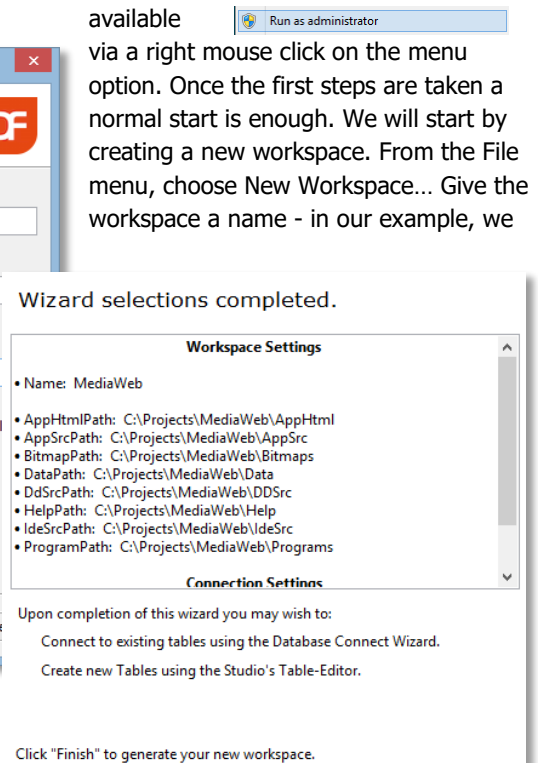 available
Run as administrator
via a right mouse click on the menu
option. Once the first steps are taken a
normal start is enough. We will start by
creating a new workspace. From the File
menu, choose New Workspace… Give the
workspace a name - in our example, we
Wizard selections completed.
Workspace Settings
• Name: MediaWeb
• AppHtmlPath: C:\Projects\MediaWeb\AppHtml
• AppSrcPath: C:\Projects\MediaWeb\AppSrc
• BitmapPath: C:\Projects\MediaWeb\Bitmaps
• DataPath: C:\Projects\MediaWeb\Data
• DdSrcPath: C:\Projects\MediaWeb\DDSrc
• HelpPath: C:\Projects\MediaWeb\Help
• IdeSrcPath: C:\Projects\MediaWeb\IdeSrc
• ProgramPath: C:\Projects\MediaWeb\Programs
Connection Settings
Upon completion of this wizard you may wish to:
Connect to existing tables using the Database Connect Wizard.
Create new Tables using the Studio's Table-Editor.
Click "Finish" to generate your new workspace.